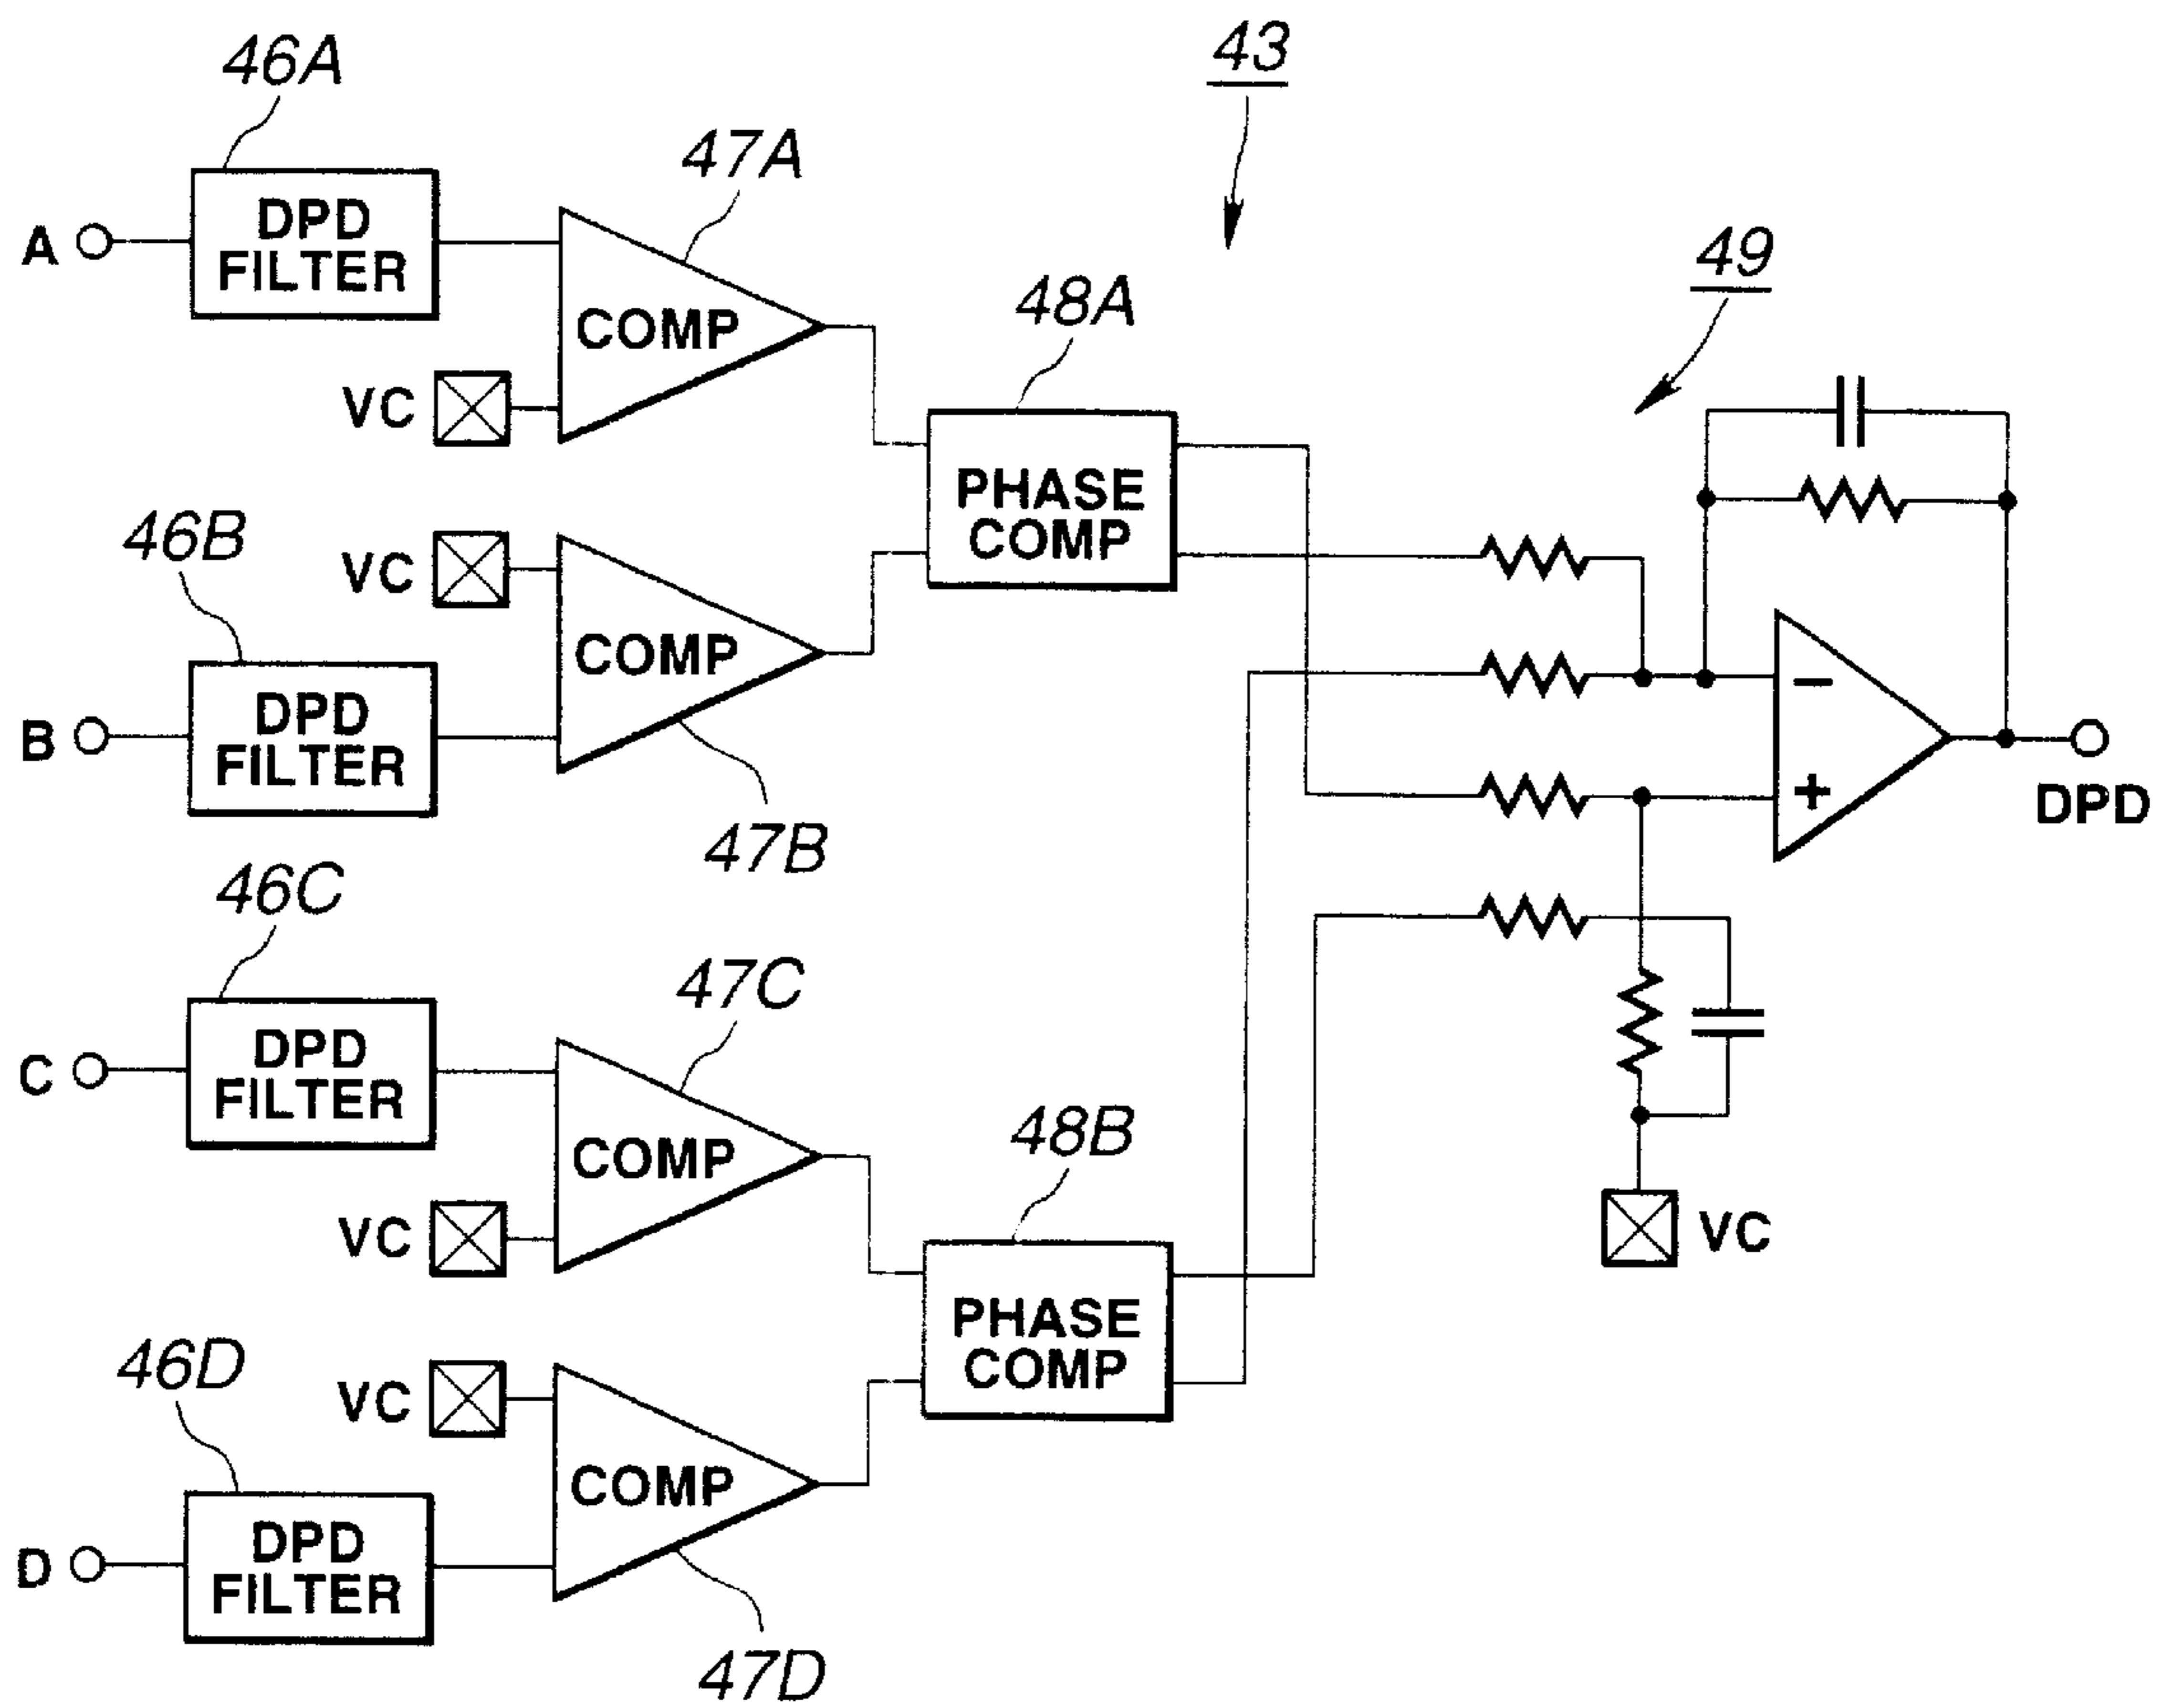 43
46A
47A
A
DPD
FILTER
COMP
VC
48A
49
PHASE
COMP
46B
VC
COMP
B
DPD
FILTER
47B
−
+
DPD
46C
47C
C
DPD
FILTER
COMP
VC
48B
VC
PHASE
COMP
46D
VC
COMP
D
DPD
FILTER
47D